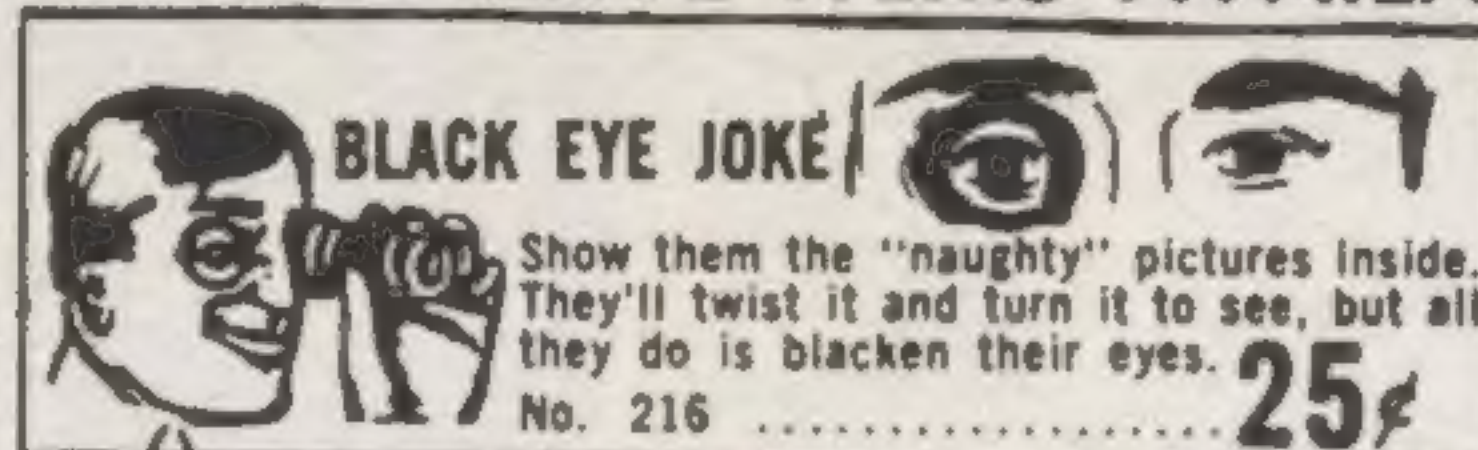 BLACK EYE JOKE
Show them the "naughty" pictures inside.
They'll twist it and turn it to see, but all
they do is blacken their eyes.
No. 216 .................. 25¢